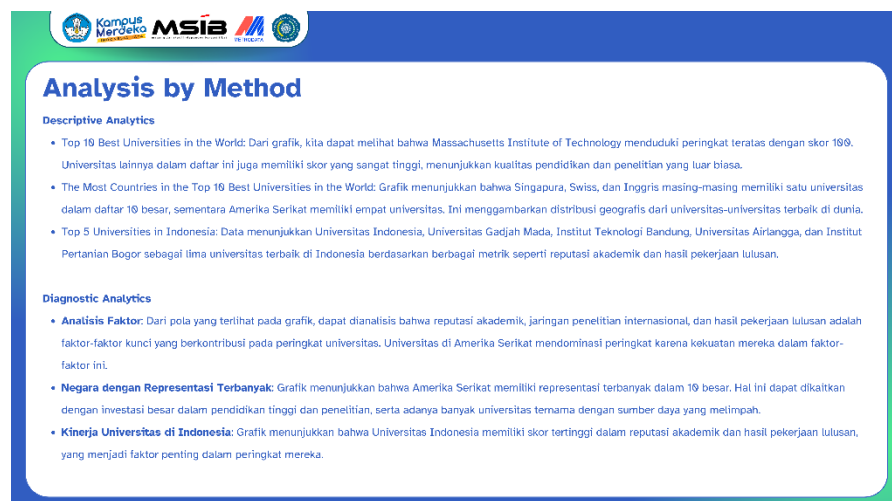 Kampus
Merdeka
MSIB
METRODATA
Analysis by Method
Descriptive Analytics
• Top 10 Best Universities in the World: Dari grafik, kita dapat melihat bahwa Massachusetts Institute of Technology menduduki peringkat teratas dengan skor 100.
Universitas lainnya dalam daftar ini juga memiliki skor yang sangat tinggi, menunjukkan kualitas pendidikan dan penelitian yang luar biasa.
• The Most Countries in the Top 10 Best Universities in the World: Grafik menunjukkan bahwa Singapura, Swiss, dan Inggris masing-masing memiliki satu universitas
dalam daftar 10 besar, sementara Amerika Serikat memiliki empat universitas. Ini menggambarkan distribusi geografis dari universitas-universitas terbaik di dunia.
• Top 5 Universities in Indonesia: Data menunjukkan Universitas Indonesia, Universitas Gadjah Mada, Institut Teknologi Bandung, Universitas Airlangga, dan Institut
Pertanian Bogor sebagai lima universitas terbaik di Indonesia berdasarkan berbagai metrik seperti reputasi akademik dan hasil pekerjaan lulusan.
Diagnostic Analytics
• Analisis Faktor: Dari pola yang terlihat pada grafik, dapat dianalisis bahwa reputasi akademik, jaringan penelitian internasional, dan hasil pekerjaan lulusan adalah
faktor-faktor kunci yang berkontribusi pada peringkat universitas. Universitas di Amerika Serikat mendominasi peringkat karena kekuatan mereka dalam faktor-
faktor ini.
• Negara dengan Representasi Terbanyak: Grafik menunjukkan bahwa Amerika Serikat memiliki representasi terbanyak dalam 10 besar. Hal ini dapat dikaitkan
dengan investasi besar dalam pendidikan tinggi dan penelitian, serta adanya banyak universitas ternama dengan sumber daya yang melimpah.
• Kinerja Universitas di Indonesia: Grafik menunjukkan bahwa Universitas Indonesia memiliki skor tertinggi dalam reputasi akademik dan hasil pekerjaan lulusan,
yang menjadi faktor penting dalam peringkat mereka.